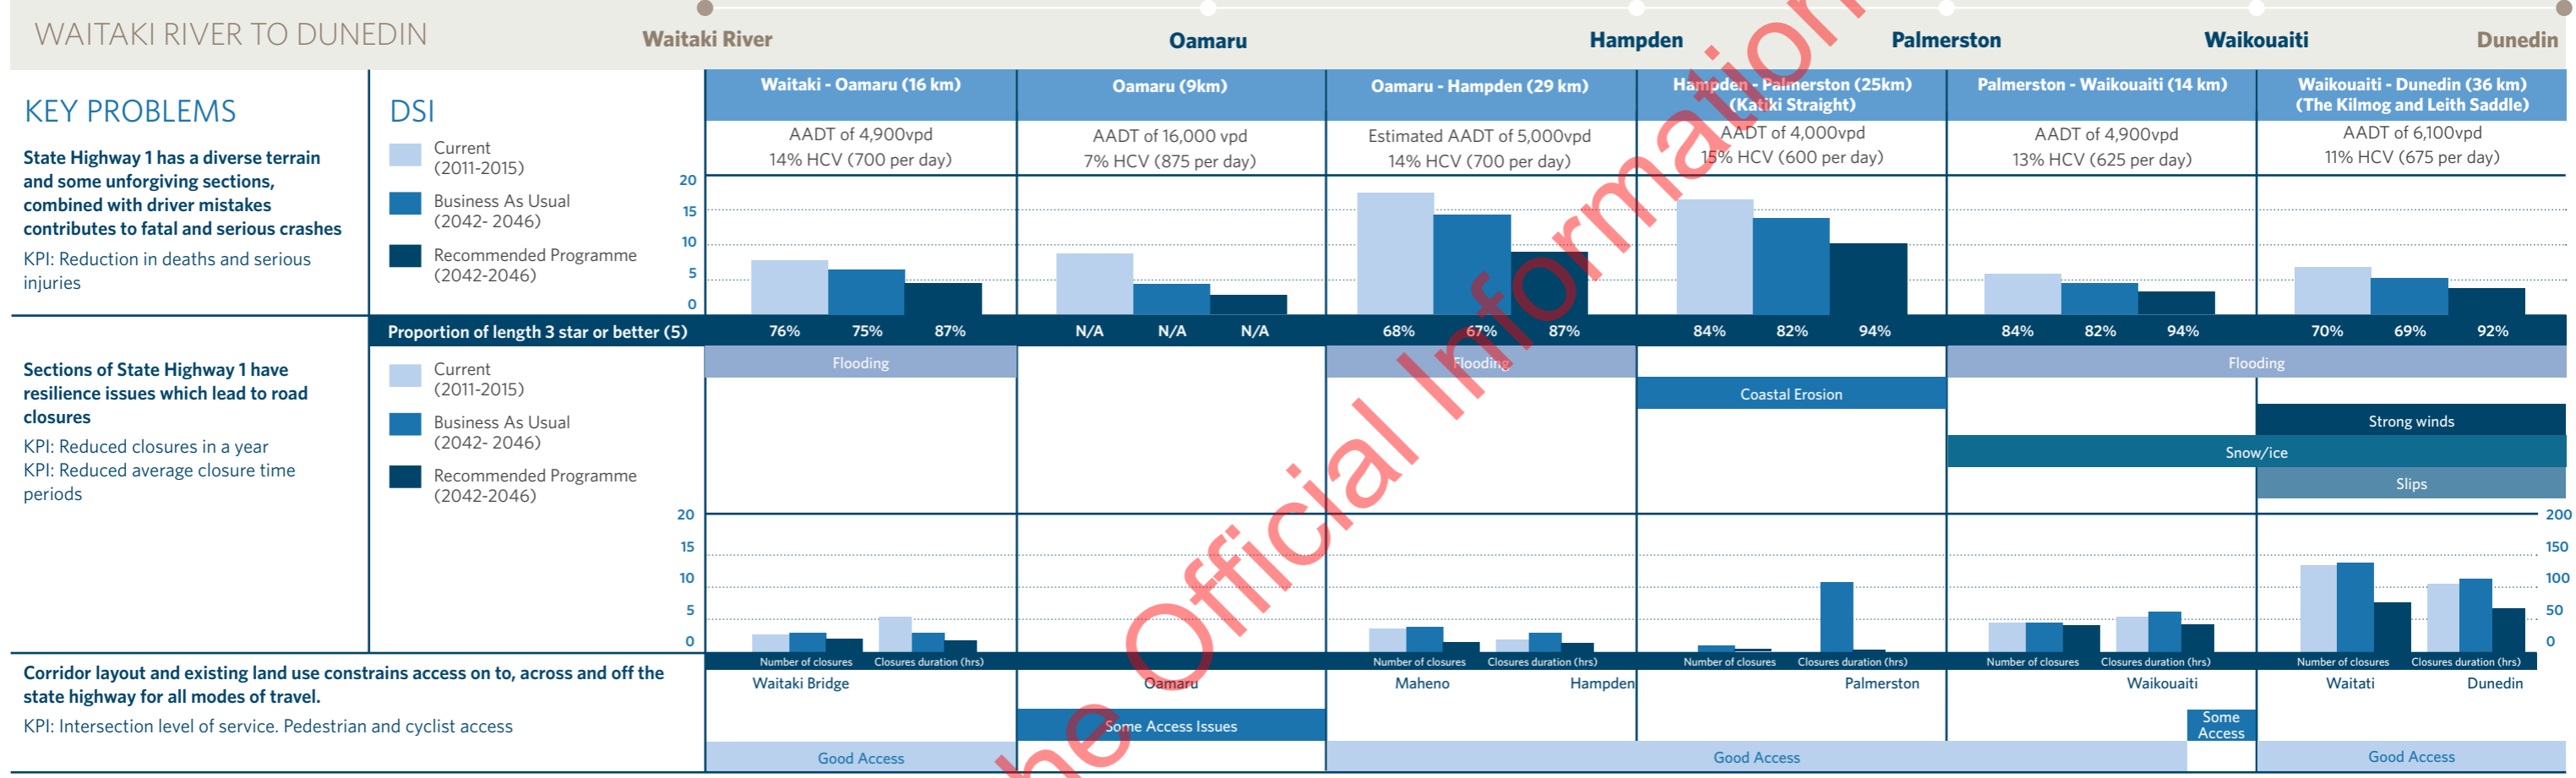 WAITAKI RIVER TO DUNEDIN
Waitaki River
Oamaru
Hampden
Palmerston
Waikouaiti
Dunedin
KEY PROBLEMS
State Highway 1 has a diverse terrain
and some unforgiving sections,
combined with driver mistakes
contributes to fatal and serious crashes
KPI: Reduction in deaths and serious
injuries
DSI
Current
(2011-2015)
Business As Usual
(2042- 2046)
Recommended Programme
(2042-2046)
Waitaki - Oamaru (16 km)
AADT of 4,900vpd
14% HCV (700 per day)
Oamaru (9km)
AADT of 16,000 vpd
7% HCV (875 per day)
Oamaru - Hampden (29 km)
Estimated AADT of 5,000vpd
14% HCV (700 per day)
Hampden - Palmerston (25km)
(Katiki Straight)
AADT of 4,000vpd
15% HCV (600 per day)
Palmerston - Waikouaiti (14 km)
AADT of 4,900vpd
13% HCV (625 per day)
Waikouaiti - Dunedin (36 km)
(The Kilmog and Leith Saddle)
AADT of 6,100vpd
11% HCV (675 per day)
20
15
10
5
0
Proportion of length 3 star or better (5)
76% 75% 87%
N/A N/A N/A
68% 67% 87%
84% 82% 94%
84% 82% 94%
70% 69% 92%
Sections of State Highway 1 have
resilience issues which lead to road
closures
KPI: Reduced closures in a year
KPI: Reduced average closure time
periods
Current
(2011-2015)
Business As Usual
(2042- 2046)
Recommended Programme
(2042-2046)
Flooding
Flooding
Flooding
Coastal Erosion
Strong winds
Snow/ice
Slips
20
15
10
5
0
200
150
100
50
0
Number of closures Closures duration (hrs)
Number of closures Closures duration (hrs)
Number of closures Closures duration (hrs)
Number of closures Closures duration (hrs)
Number of closures Closures duration (hrs)
Corridor layout and existing land use constrains access on to, across and off the
state highway for all modes of travel.
KPI: Intersection level of service. Pedestrian and cyclist access
Waitaki Bridge
Oamaru
Maheno
Hampden
Palmerston
Waikouaiti
Waitati
Dunedin
Some Access Issues
Some
Access
Good Access
Good Access
Good Access
he Official Information